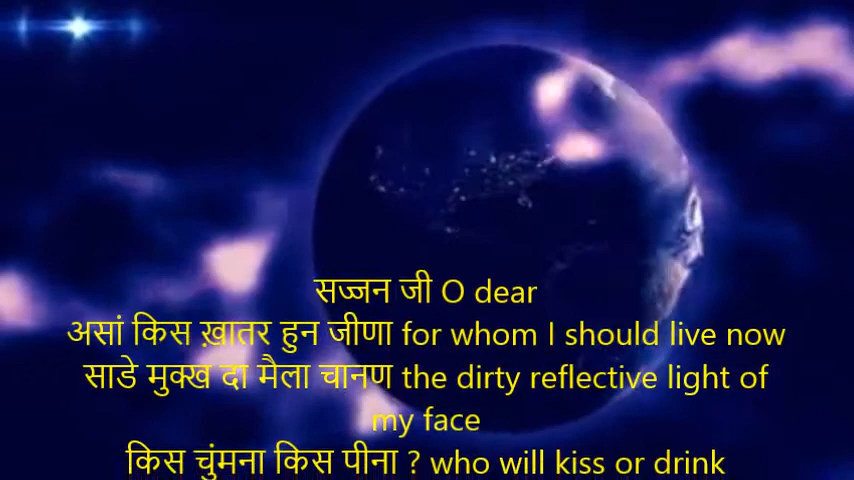 सज्जन जी O dear
असां किस ख़ातर हुन जीणा for whom I should live now
साडे मुक्ख दा मैला चानण the dirty reflective light of
my face
किस चुंमना किस पीना ? who will kiss or drink